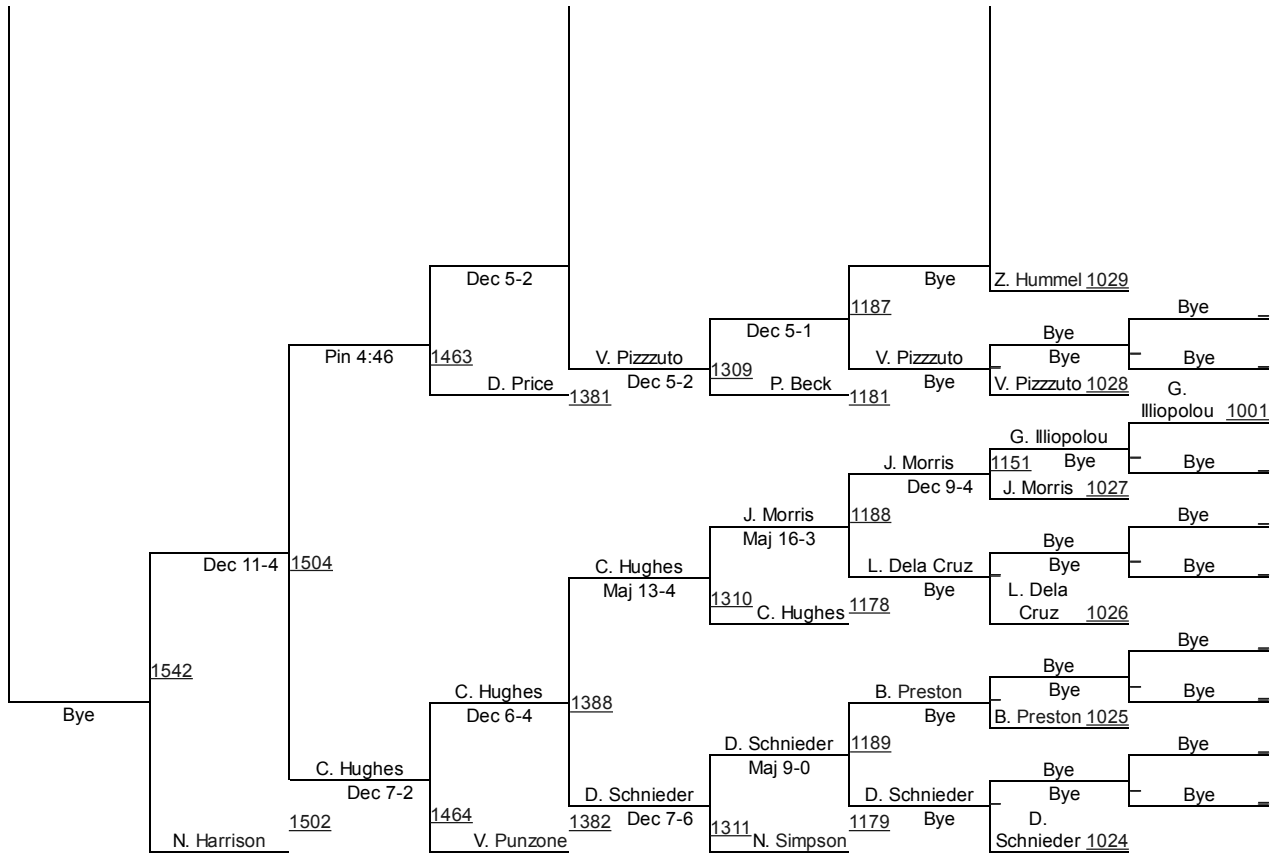 Dec 5-2
Bye
Z. Hummel 1029
1187
Bye
Dec 5-1
Bye
Pin 4:46
1463
V. Pizzzuto
1309
V. Pizzzuto
Bye
Bye
D. Price
1381
Dec 5-2
P. Beck
1181
Bye
V. Pizzzuto 1028
G.
Illiopolou 1001
G. Illiopolou
J. Morris
1151
Bye
Bye
Dec 9-4
J. Morris 1027
J. Morris
1188
Bye
Maj 16-3
Bye
Dec 11-4
1504
C. Hughes
L. Dela Cruz
Bye
Bye
Maj 13-4
1310
C. Hughes
1178
Bye
L. Dela
Cruz 1026
Bye
1542
Bye
C. Hughes
B. Preston
Bye
Bye
Bye
Dec 6-4
1388
Bye
B. Preston 1025
D. Schnieder
1189
Bye
C. Hughes
Maj 9-0
Bye
Dec 7-2
D. Schnieder
D. Schnieder
Bye
Bye
1502
1464
1382
Dec 7-6
1311
1179
Bye
D.
Schnieder 1024
N. Harrison
V. Punzone
N. Simpson